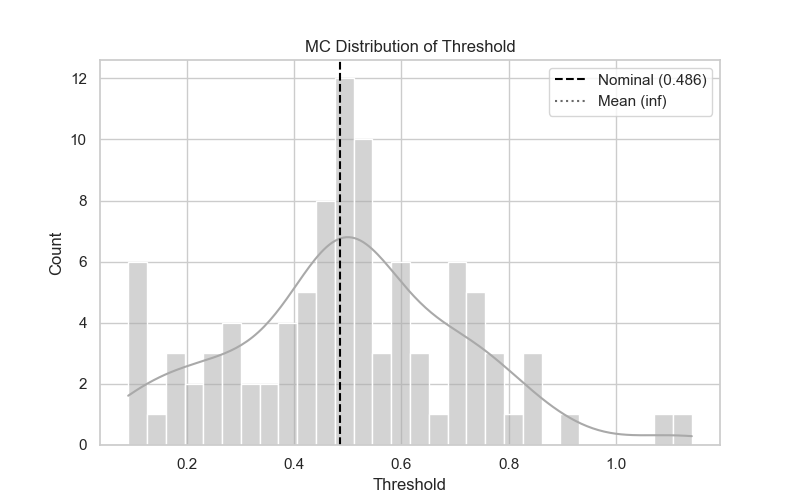 MC Distribution of Threshold
Nominal (0.486)
Mean (inf)
Count
12
10
8
6
4
2
0
0.2 0.4 0.6 0.8 1.0
Threshold